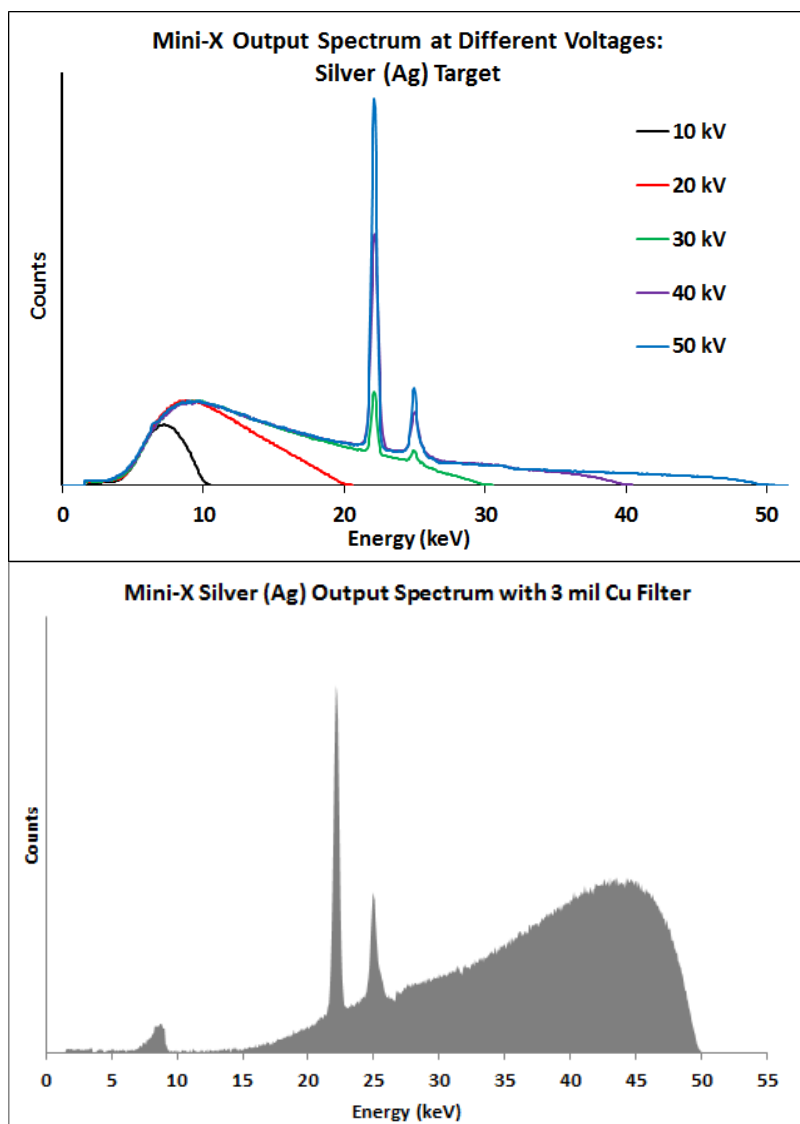 Mini-X Output Spectrum at Different Voltages:
Silver (Ag) Target
10 kV
20 kV
30 kV
40 kV
50 kV
Counts
0 10 20 30 40 50
Energy (keV)
Mini-X Silver (Ag) Output Spectrum with 3 mil Cu Filter
Counts
0 5 10 15 20 25 30 35 40 45 50 55
Energy (keV)